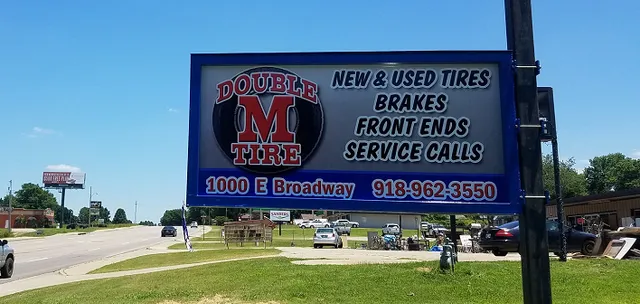 DOUBLE
M
TIRE
NEW & USED TIRES
BRAKES
FRONT ENDS
SERVICE CALLS
1000 E Broadway 918-962-3550